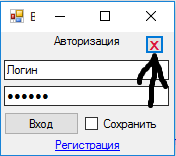 Авторизация
X
Логин
••••••
Вход
Сохранить
Регистрация